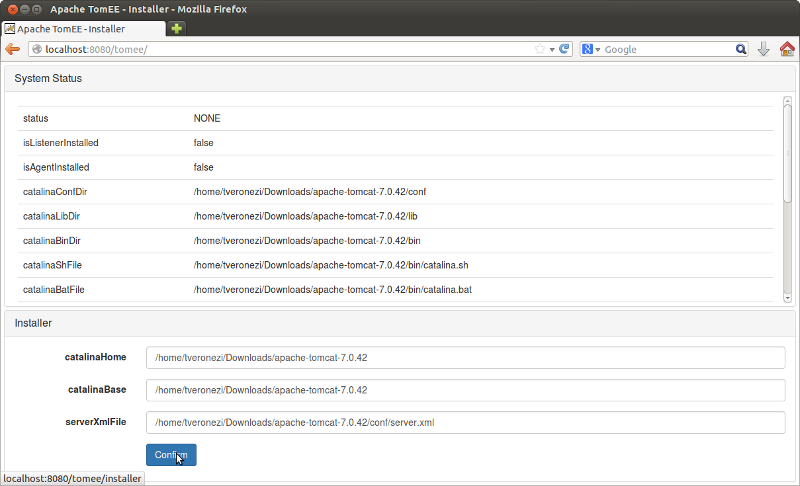 Apache TomEE - Installer - Mozilla Firefox
Apache TomEE - Installer
localhost:8080/tomee/
Google
System Status
status NONE
isListenerInstalled false
isAgentInstalled false
catalinaConfDir /home/tveronezi/Downloads/apache-tomcat-7.0.42/conf
catalinaLibDir /home/tveronezi/Downloads/apache-tomcat-7.0.42/lib
catalinaBinDir /home/tveronezi/Downloads/apache-tomcat-7.0.42/bin
catalinaShFile /home/tveronezi/Downloads/apache-tomcat-7.0.42/bin/catalina.sh
catalinaBatFile /home/tveronezi/Downloads/apache-tomcat-7.0.42/bin/catalina.bat
Installer
catalinaHome /home/tveronezi/Downloads/apache-tomcat-7.0.42
catalinaBase /home/tveronezi/Downloads/apache-tomcat-7.0.42
serverXmlFile /home/tveronezi/Downloads/apache-tomcat-7.0.42/conf/server.xml
Confirm
localhost:8080/tomee/installer